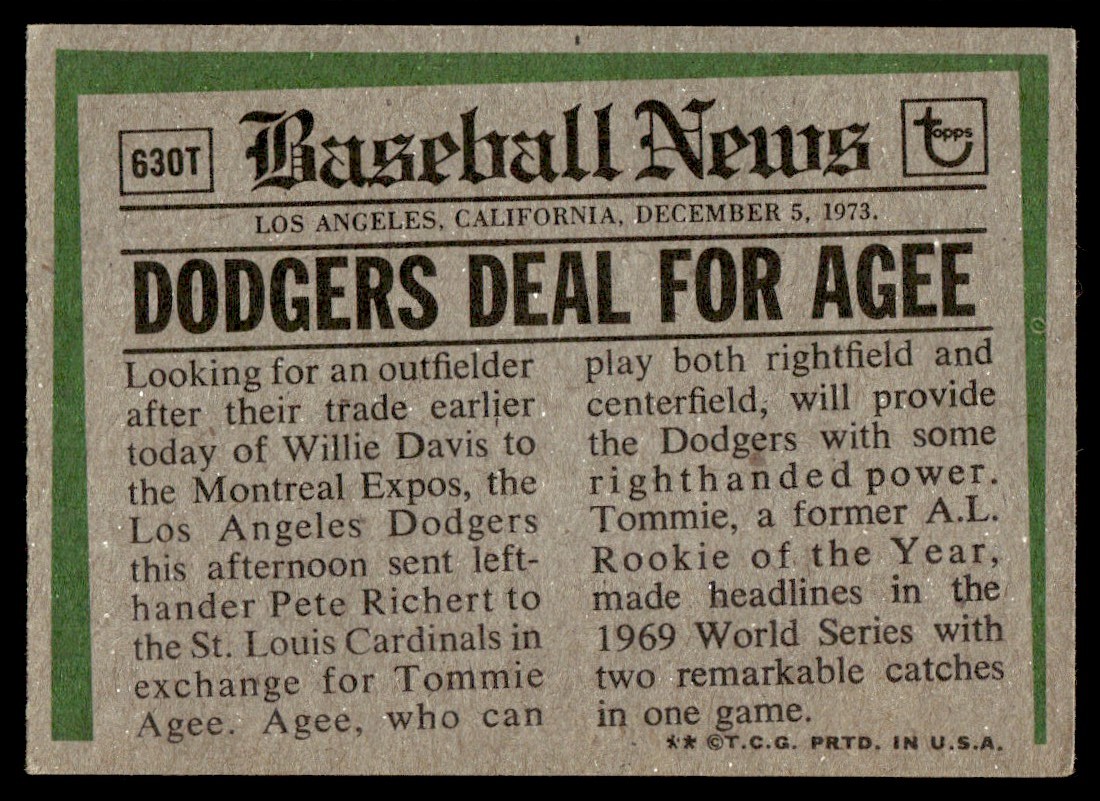 630T
Baseball News
topps
LOS ANGELES, CALIFORNIA, DECEMBER 5, 1973.
DODGERS DEAL FOR AGEE
Looking for an outfielder
after their trade earlier
today of Willie Davis to
the Montreal Expos, the
Los Angeles Dodgers
this afternoon sent left-
hander Pete Richert to
the St. Louis Cardinals in
exchange for Tommie
Agee. Agee, who can
play both rightfield and
centerfield, will provide
the Dodgers with some
righthanded power.
Tommie, a former A.L.
Rookie of the Year,
made headlines in the
1969 World Series with
two remarkable catches
in one game.
** ©T.C.G. PRTD. IN U.S.A.